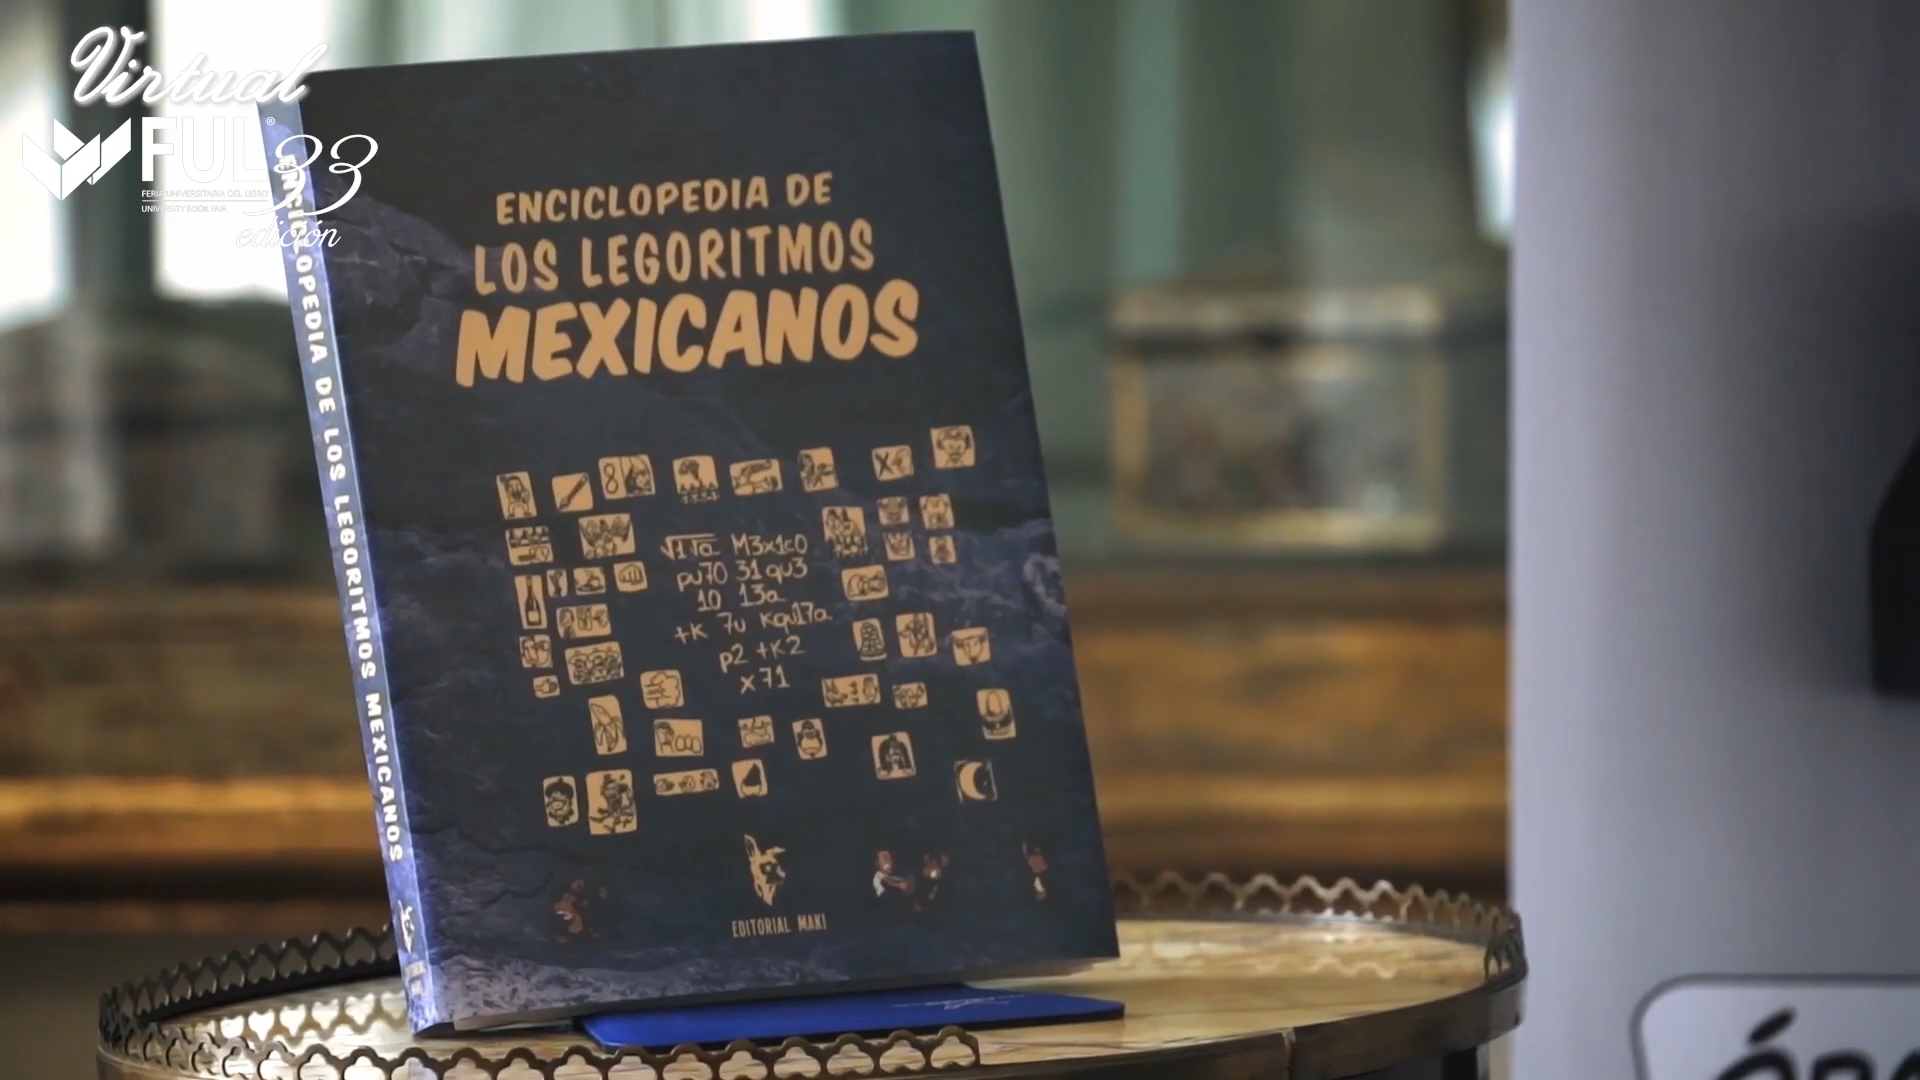 Virtual
FUL®
33
FERIA UNIVERSITARIA DEL LIBRO
UNIVERSITY BOOK FAIR
edición
ENCICLOPEDIA DE
LOS LEGORITMOS
MEXICANOS
√1√a M3x1c0
pu70 31 qu3
10 13a
+K 7u Kqu17a
p2 +K2
x71
EDITORIAL MAKI
ENCICLOPEDIA DE LOS LEGORITMOS MEXICANOS